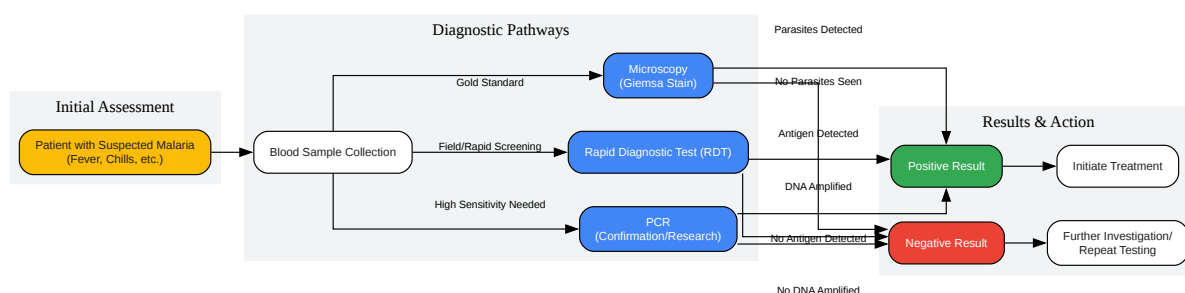 Initial Assessment
Patient with Suspected Malaria
(Fever, Chills, etc.)
Diagnostic Pathways
Blood Sample Collection
Gold Standard
Field/Rapid Screening
High Sensitivity Needed
Microscopy
(Giemsa Stain)
Rapid Diagnostic Test (RDT)
PCR
(Confirmation/Research)
Parasites Detected
No Parasites Seen
Antigen Detected
DNA Amplified
No Antigen Detected
No DNA Amplified
Results & Action
Positive Result
Initiate Treatment
Negative Result
Further Investigation/
Repeat Testing